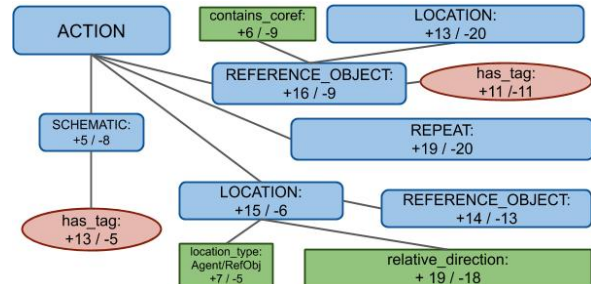 ACTION
contains_coref:
+6 / -9
LOCATION:
+13 / -20
REFERENCE_OBJECT:
+16 / -9
has_tag:
+11 /-11
SCHEMATIC:
+5 / -8
REPEAT:
+19 / -20
LOCATION:
+15 / -6
REFERENCE_OBJECT:
+14 / -13
has_tag:
+13 / -5
location_type:
Agent/RefObj
+7 / -5
relative_direction:
+ 19 / -18